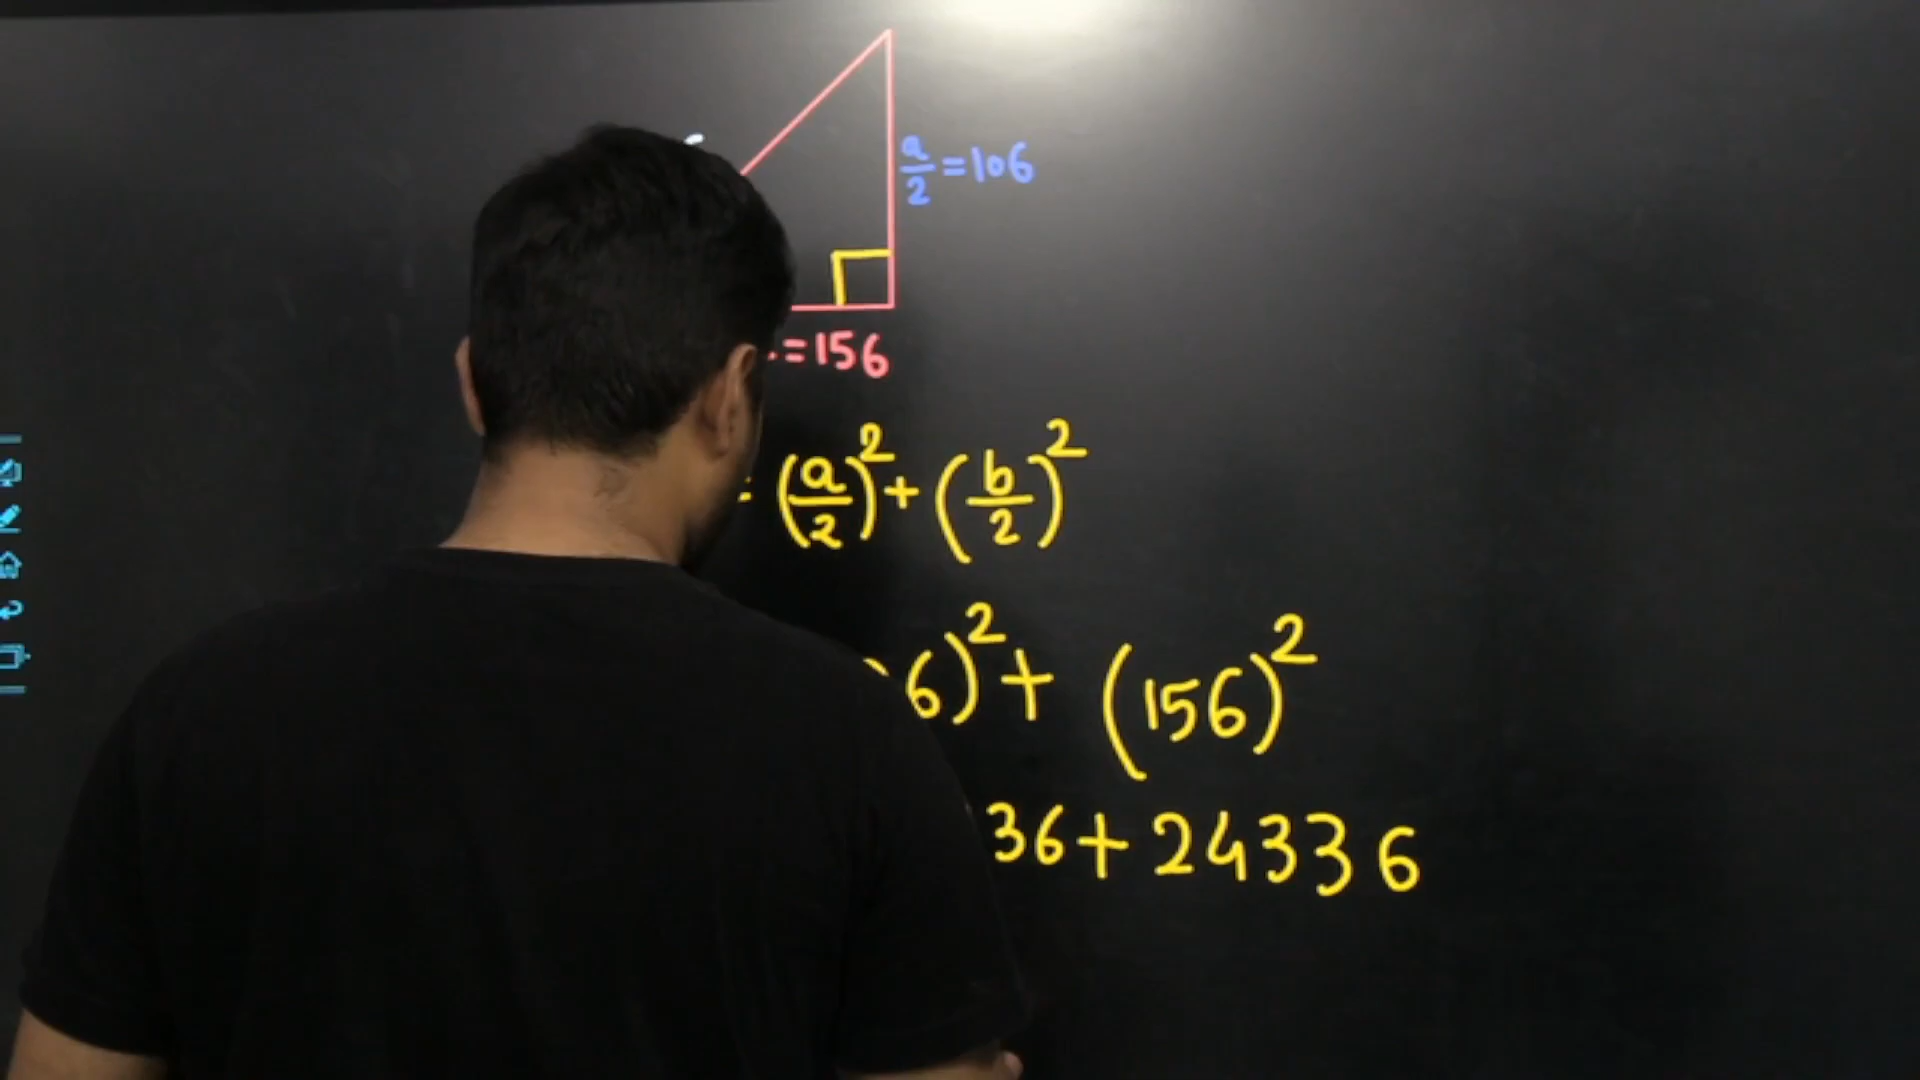 a/2 = 106
= 156
= (a/2)² + (b/2)²
6)² + (156)²
36 + 24336